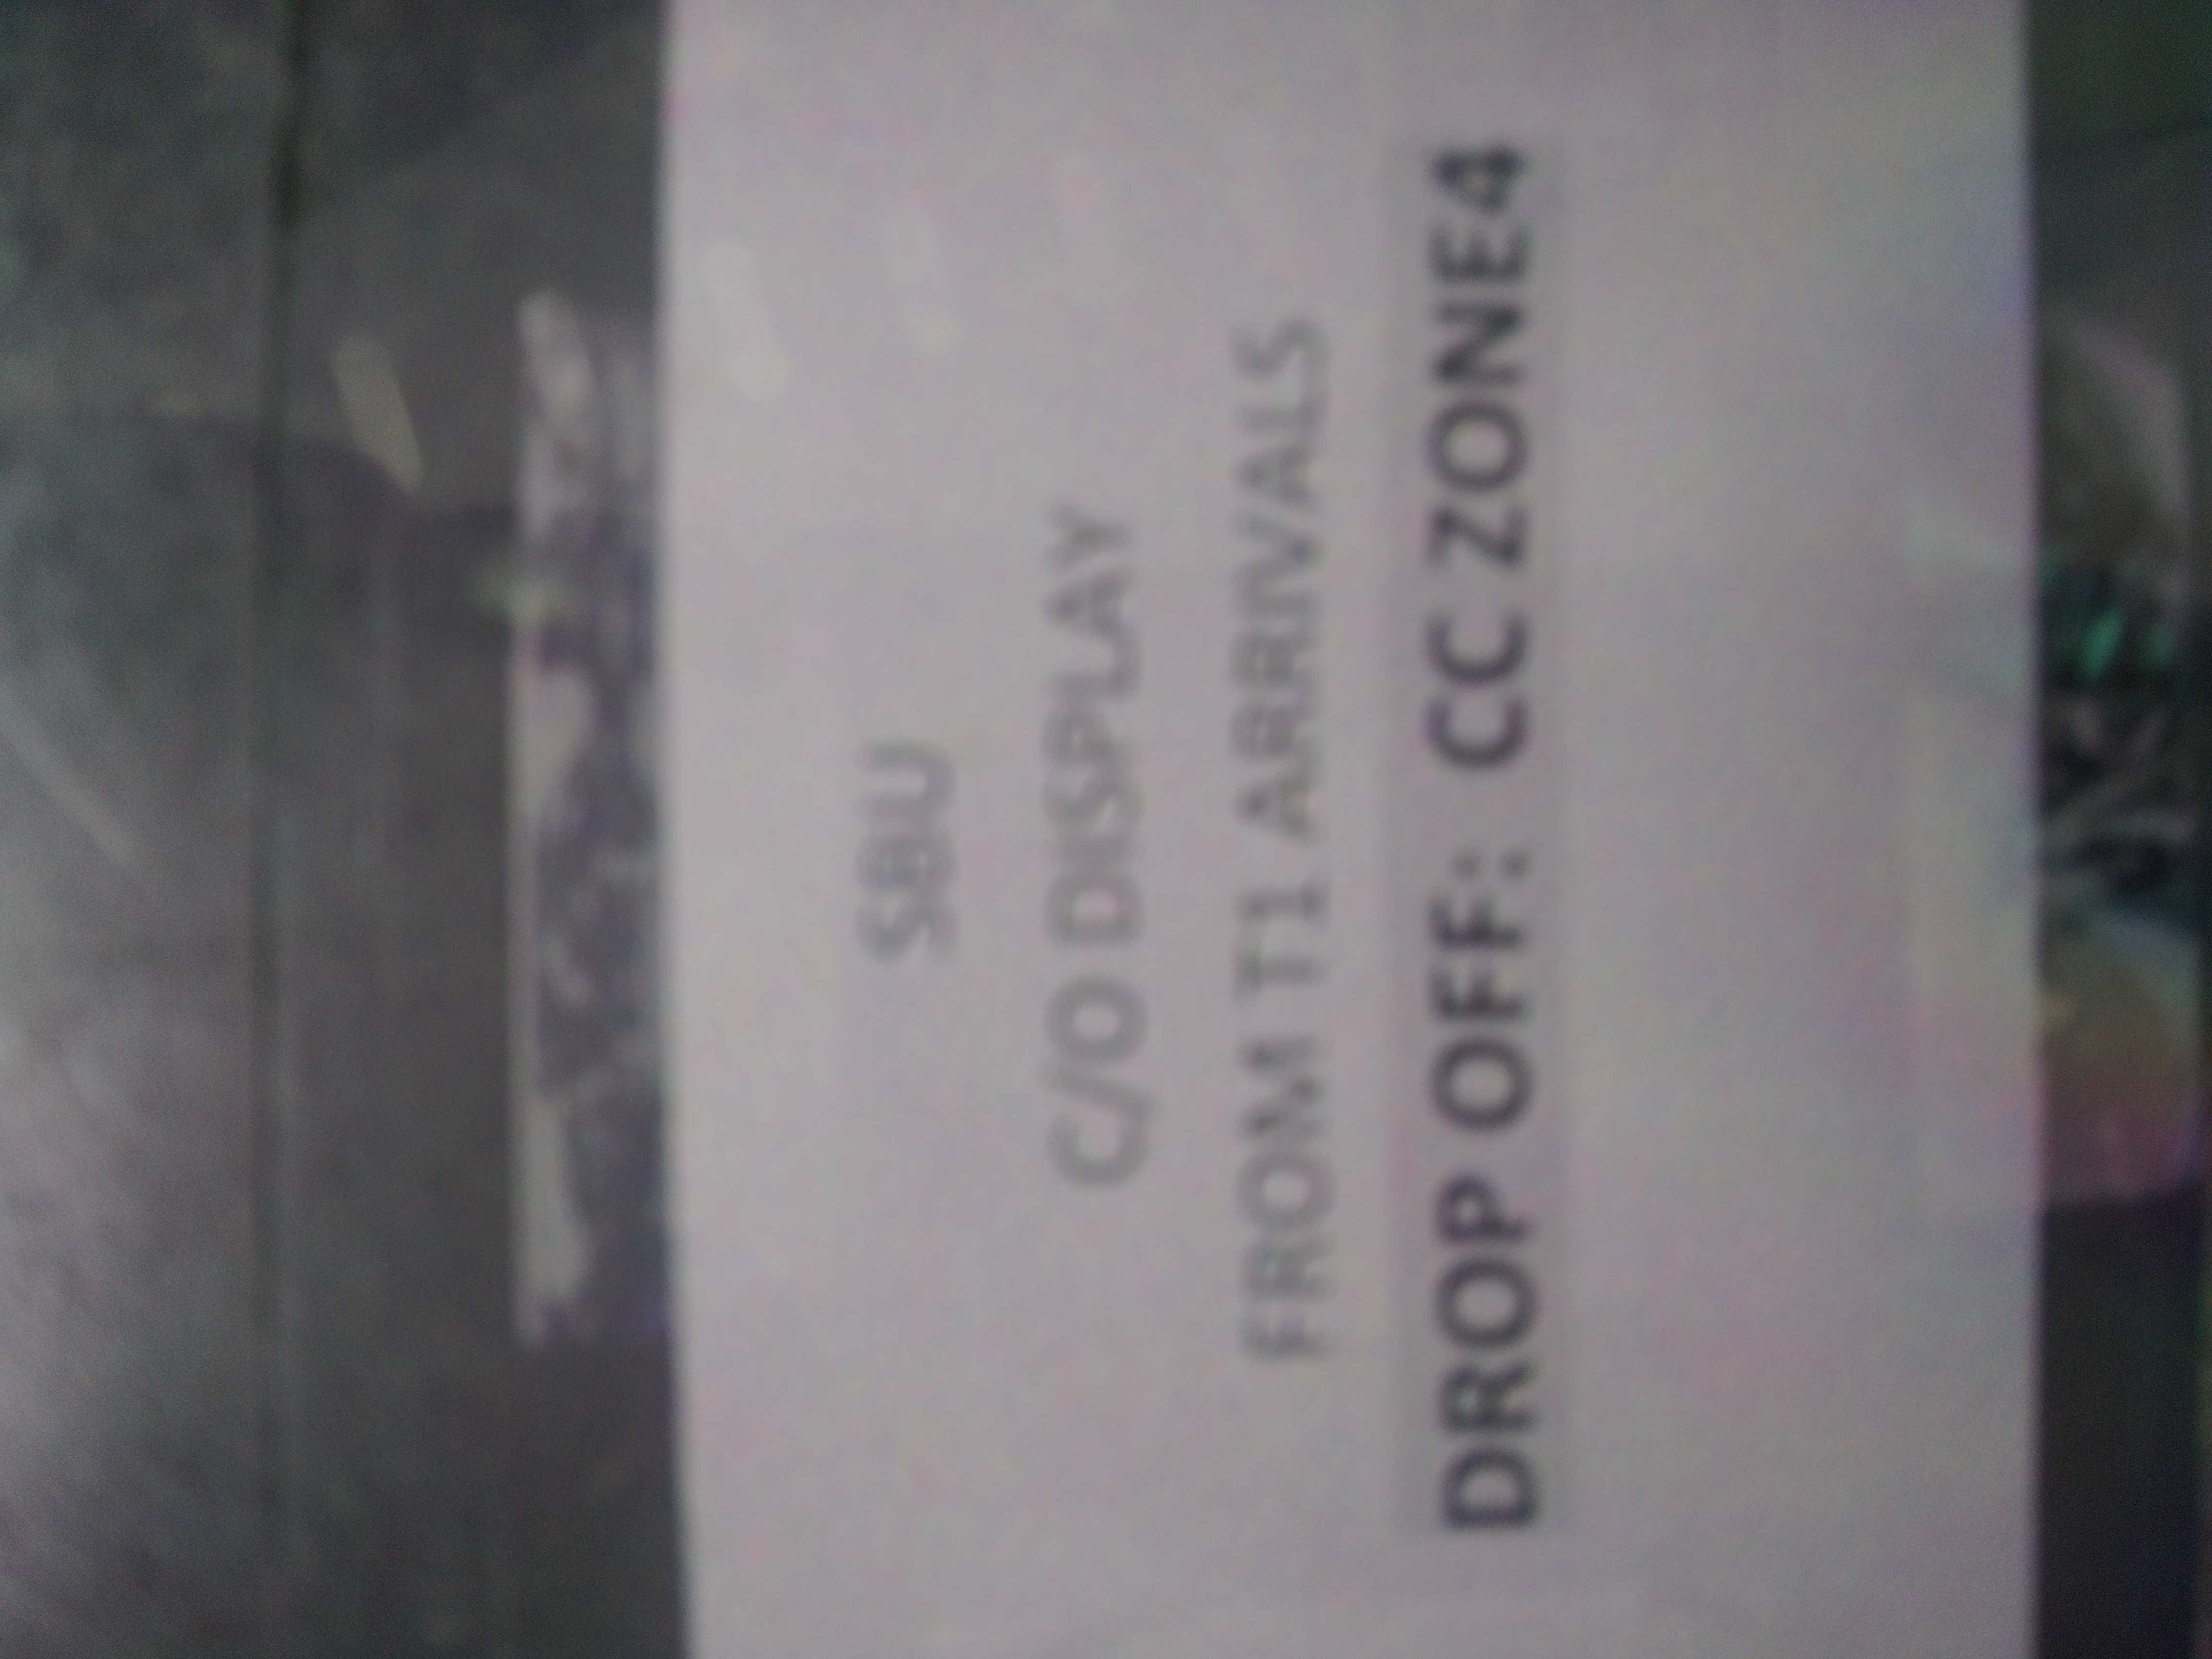 SBU
C/O DISPLAY
FROM T1 ARRIVALS
DROP OFF: CC ZONE4